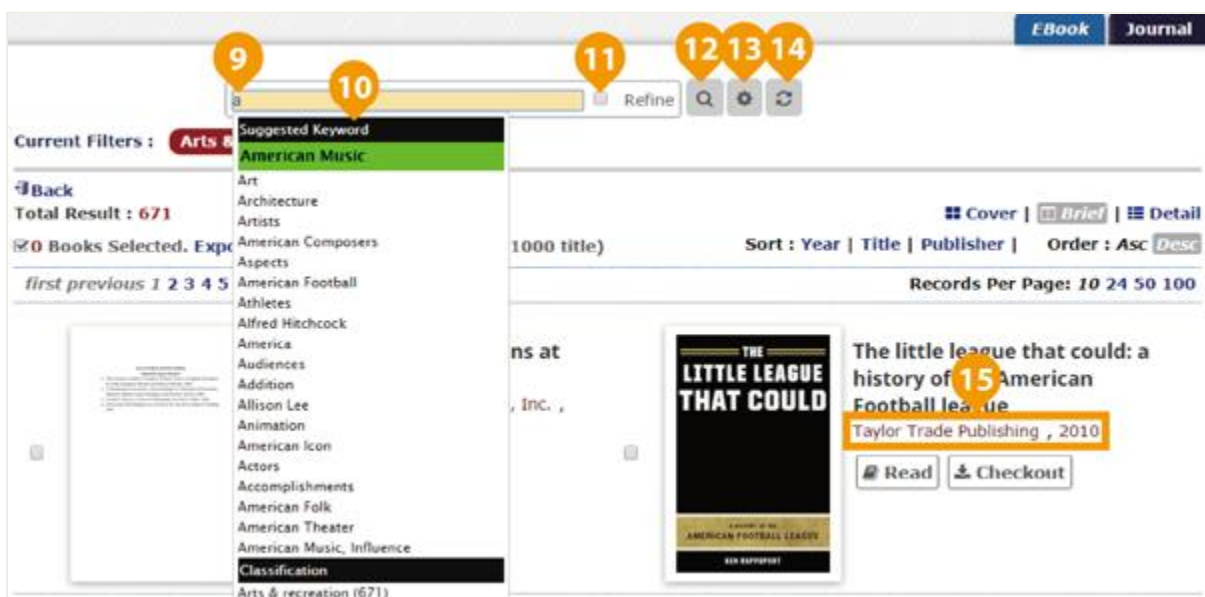 EBook Journal
9 10 11 12 13 14
a Refine
Current Filters : Arts &
Suggested Keyword
American Music
Art
Architecture
Artists
American Composers
Aspects
American Football
Athletes
Alfred Hitchcock
America
Audiences
Addition
Allison Lee
Animation
American Icon
Actors
Accomplishments
American Folk
American Theater
American Music, Influence
Classification
Arts & recreation (671)
Back
Total Result : 671
Cover | Brief | Detail
0 Books Selected. Expo 1000 title)
Sort : Year | Title | Publisher | Order : Asc Desc
first previous 1 2 3 4 5
Records Per Page: 10 24 50 100
ns at
, Inc. ,
THE
LITTLE LEAGUE
THAT COULD
A HISTORY OF THE
AMERICAN FOOTBALL LEAGUE
KEN RAPPOPORT
The little league that could: a
history of American
Football league
15
Taylor Trade Publishing , 2010
Read Checkout